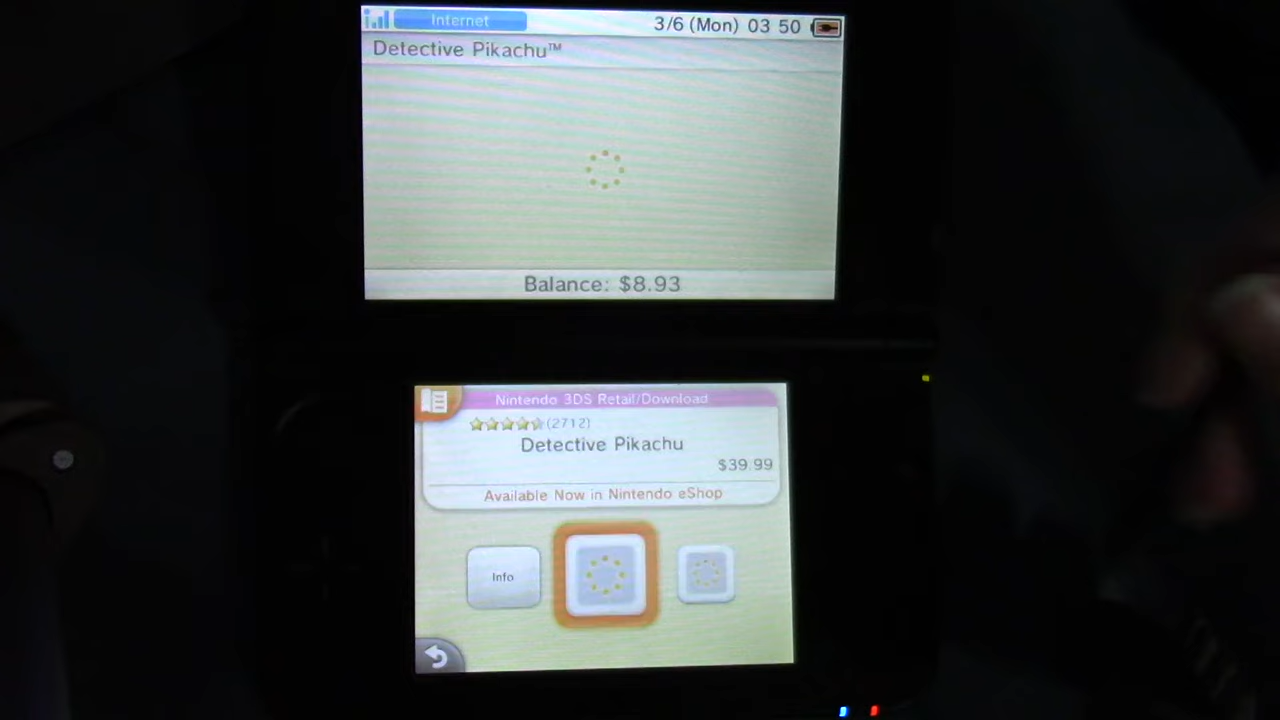 Internet
3/6 (Mon) 03 50
Detective Pikachu™
Balance: $8.93
Nintendo 3DS Retail/Download
(2712)
Detective Pikachu
$39.99
Available Now in Nintendo eShop
Info